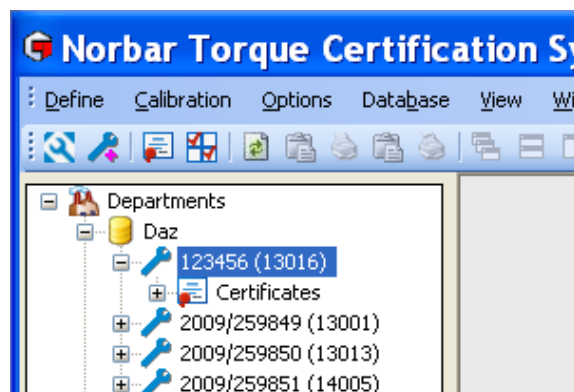 Norbar Torque Certification Sy
Define Calibration Options Database View Wi
Departments
Daz
123456 (13016)
Certificates
2009/259849 (13001)
2009/259850 (13013)
2009/259851 (14005)